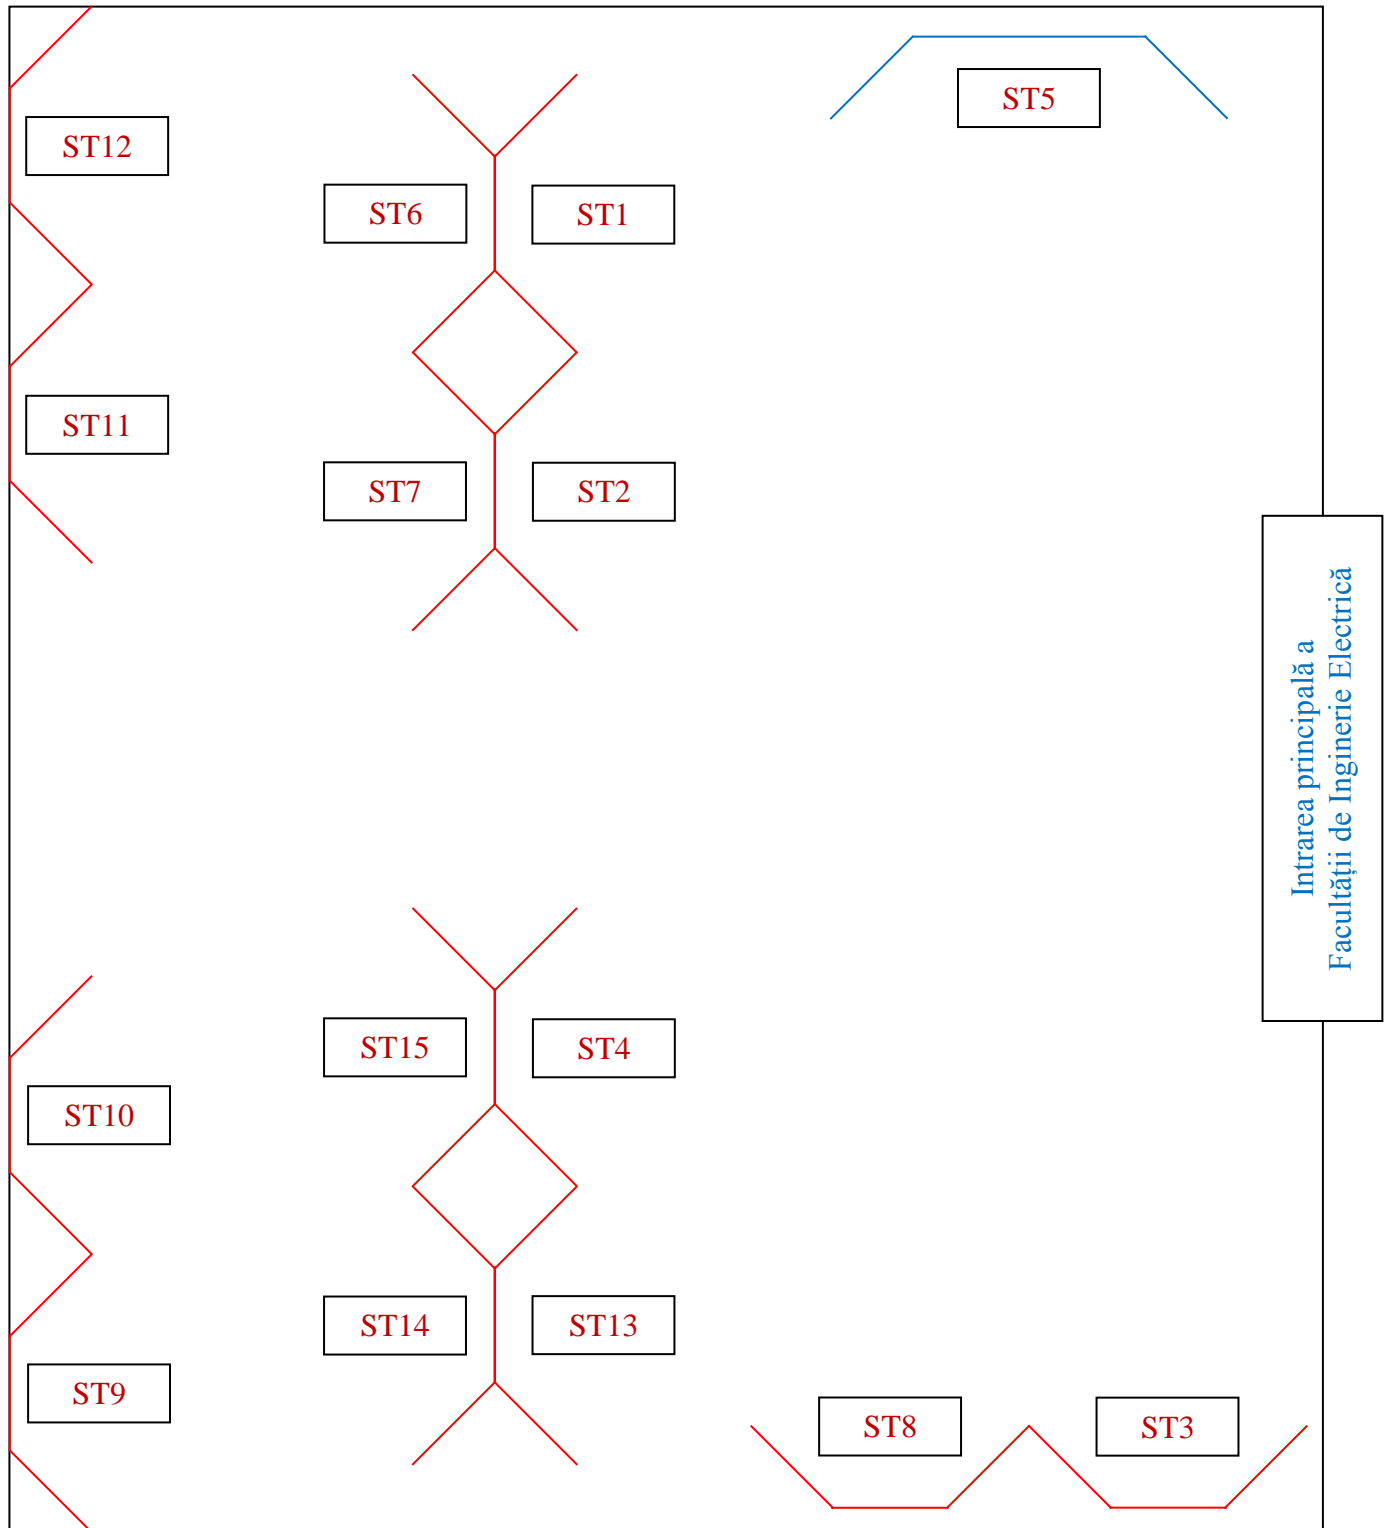 ST5
ST12
ST6
ST1
ST11
ST7
ST2
Intrarea principală a
Facultății de Inginerie Electrică
ST15
ST4
ST10
ST14
ST13
ST9
ST8
ST3